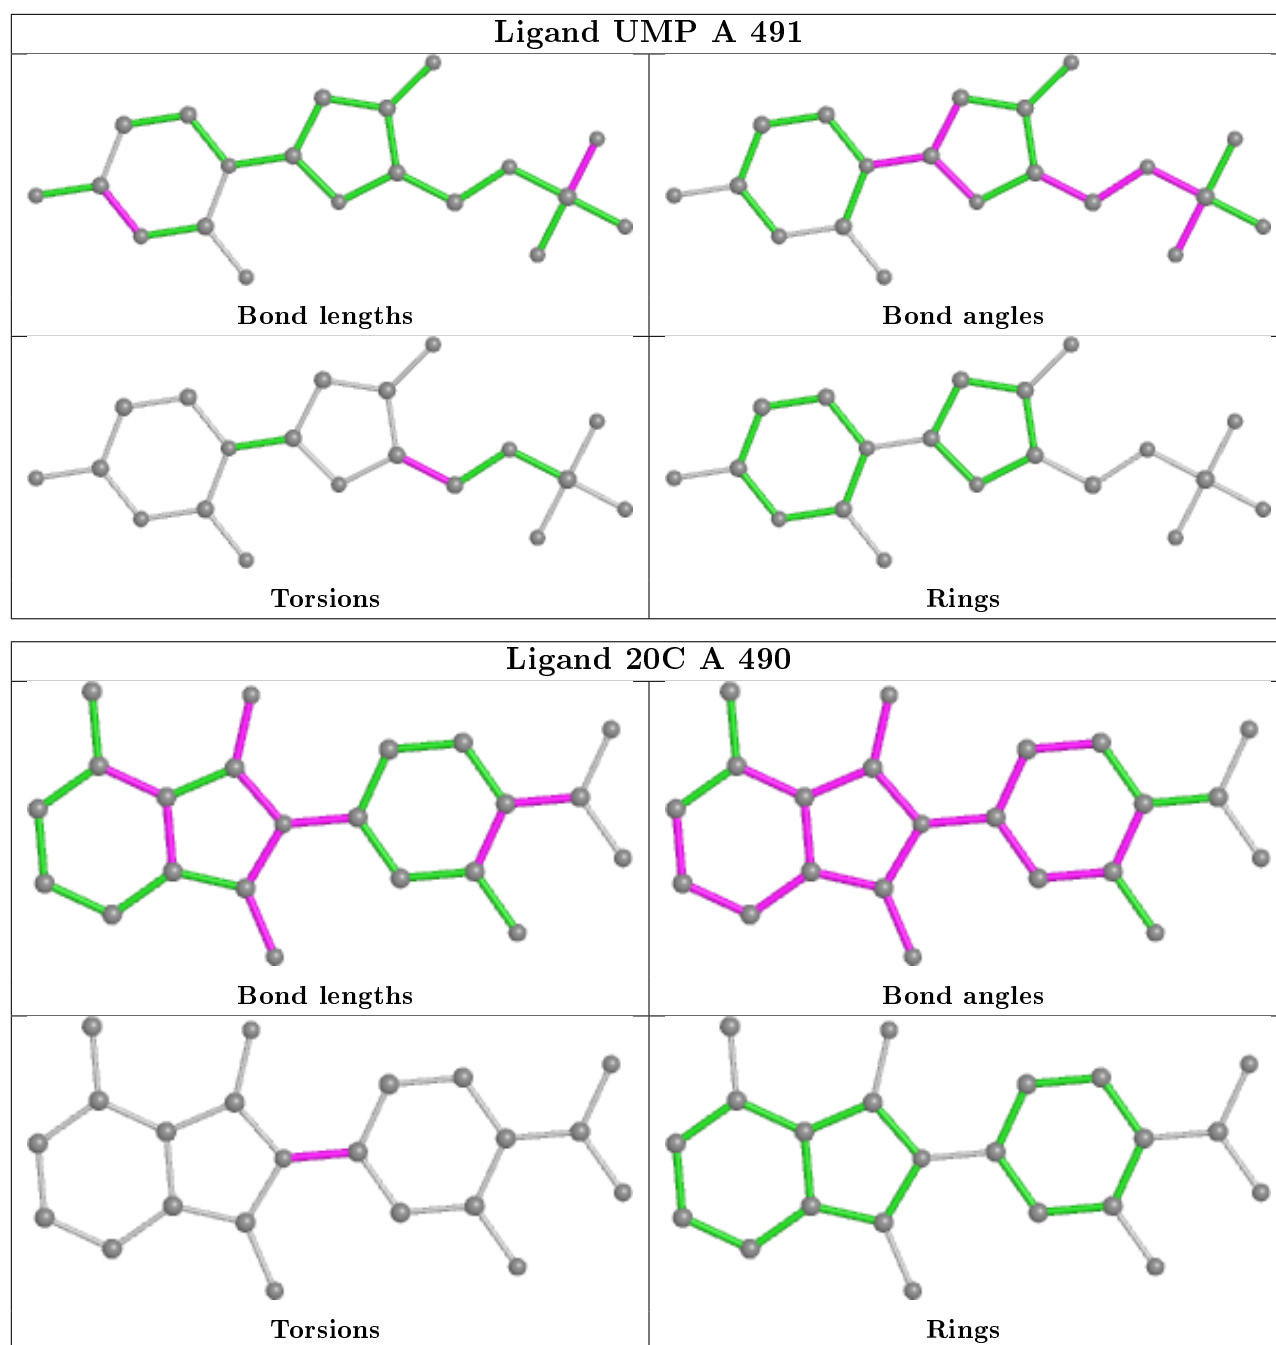 Ligand UMP A 491
Bond lengths
Bond angles
Torsions
Rings
Ligand 20C A 490
Bond lengths
Bond angles
Torsions
Rings